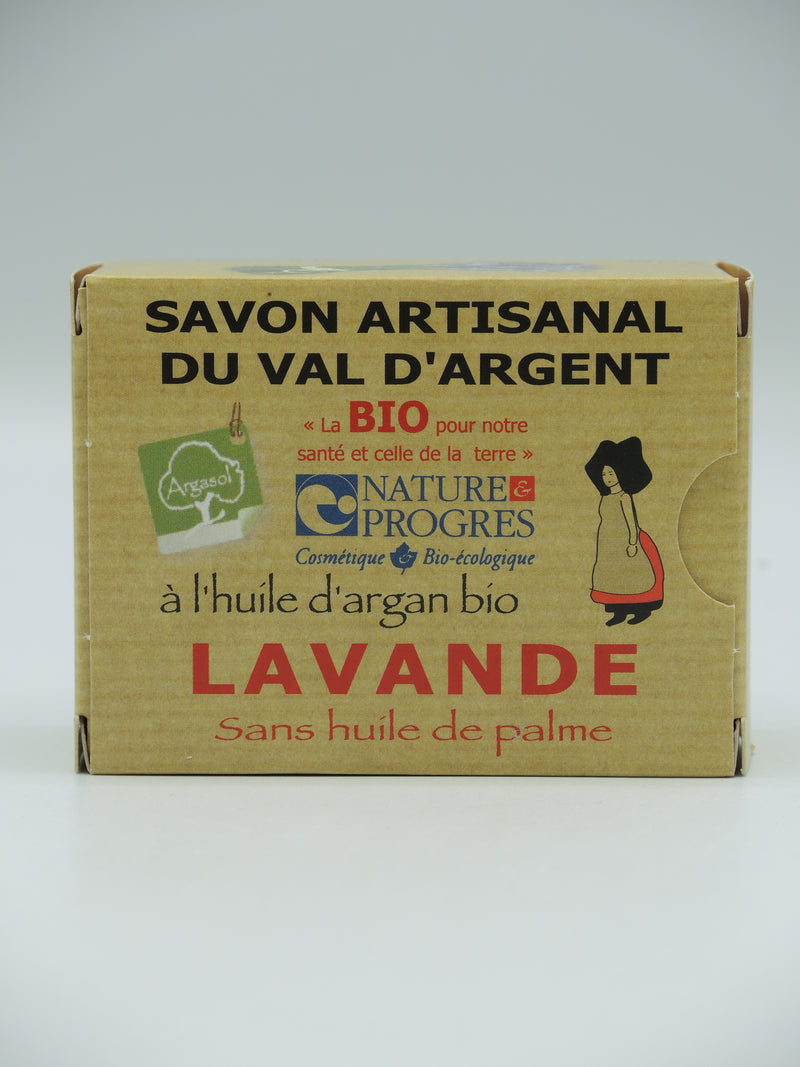 SAVON ARTISANAL
DU VAL D'ARGENT
« La BIO pour notre
santé et celle de la terre »
Argasol
NATURE &
PROGRES
Cosmétique & Bio-écologique
à l'huile d'argan bio
LAVANDE
Sans huile de palme